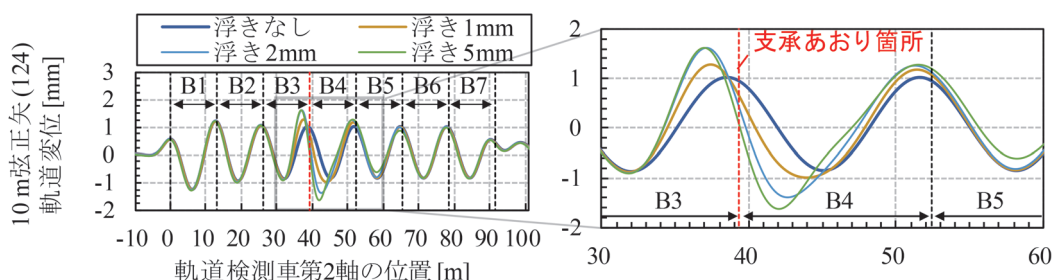 浮きなし 浮き1mm
浮き2mm 浮き5mm
10 m弦正矢 (124)
軌道変位 [mm]
3
2
1
0
-1
-2
B1 B2 B3 B4 B5 B6 B7
-10 0 10 20 30 40 50 60 70 80 90 100
軌道検測車第2軸の位置 [m]
2
1
0
-1
-2
支承あおり箇所
B3 B4 B5
30 40 50 60